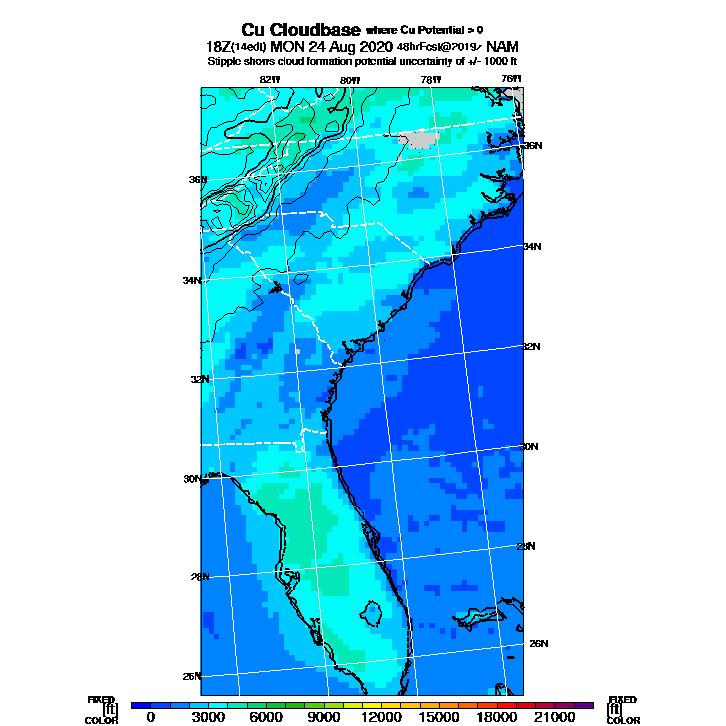 Cu Cloudbase where Cu Potential > 0
18Z(14edt) MON 24 Aug 2020 48hrFcst@2019z NAM
Stipple shows cloud formation potential uncertainty of +/- 1000 ft
82W 80W 78W 76W
36N
36N
34N
34N
32N
32N
30N
30N
28N
28N
26N
26N
FIXED FIXED
[ft] [ft]
COLOR COLOR
0 3000 6000 9000 12000 15000 18000 21000